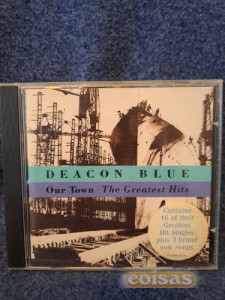 DEACON BLUE
Our Town The Greatest Hits
Contains
16 of their
Greatest
Hit Singles
plus 3 brand
new songs
coisas